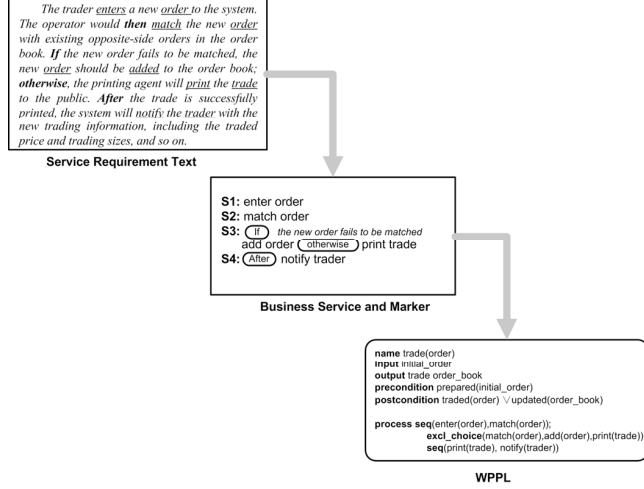 The trader enters a new order to the system.
The operator would then match the new order
with existing opposite-side orders in the order
book. If the new order fails to be matched, the
new order should be added to the order book;
otherwise, the printing agent will print the trade
to the public. After the trade is successfully
printed, the system will notify the trader with the
new trading information, including the traded
price and trading sizes, and so on.
Service Requirement Text
S1: enter order
S2: match order
S3: If the new order fails to be matched
add order otherwise print trade
S4: After notify trader
Business Service and Marker
name trade(order)
input initial_order
output trade order_book
precondition prepared(initial_order)
postcondition traded(order) ∨updated(order_book)
process seq(enter(order),match(order));
excl_choice(match(order),add(order),print(trade))
seq(print(trade), notify(trader))
WPPL